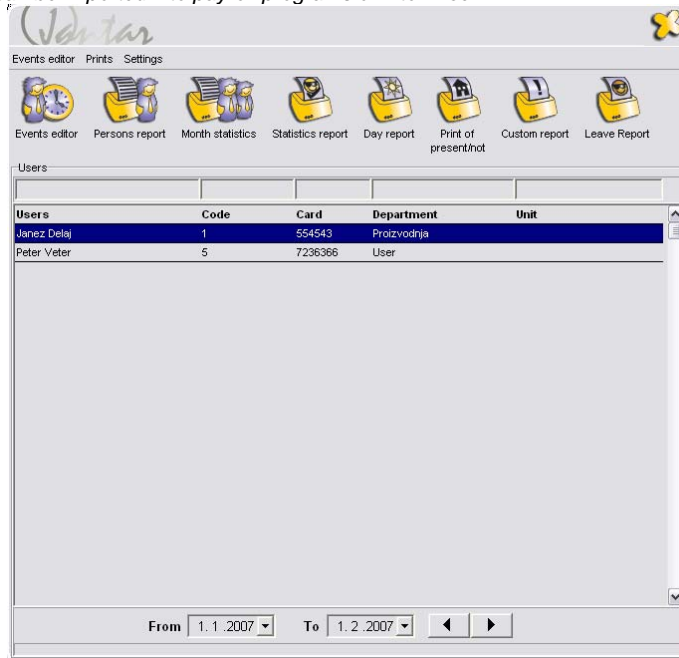 Jantar
Events editor Prints Settings
Events editor Persons report Month statistics Statistics report Day report Print of present/not Custom report Leave Report
Users
Users Code Card Department Unit
Janez Delaj 1 554543 Proizvodnja
Peter Veter 5 7236366 User
From 1. 1 .2007 To 1. 2 .2007